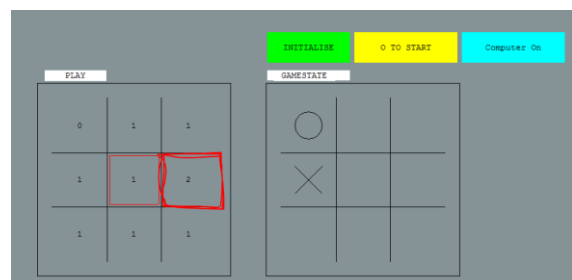 INITIALISE O TO START Computer On
PLAY GAMESTATE
0 1 1
1 1 2
1 1 1